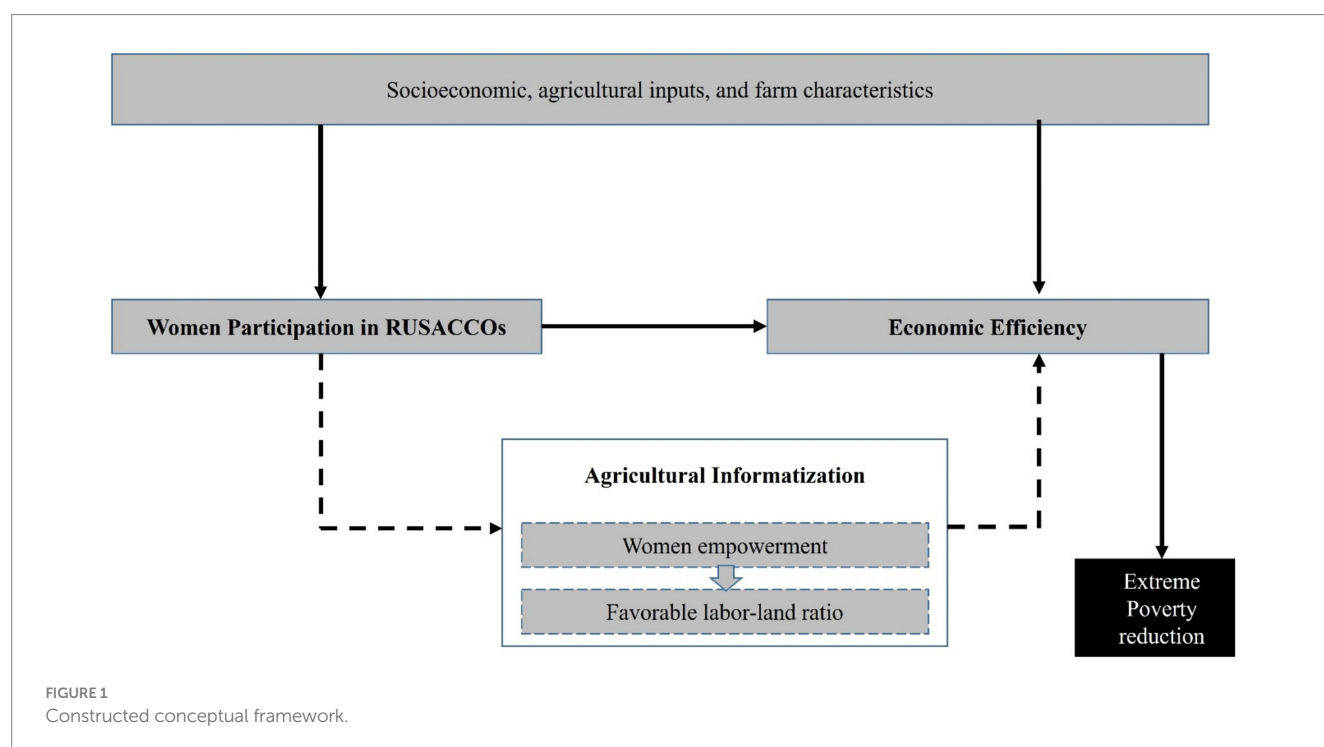 Socioeconomic, agricultural inputs, and farm characteristics
Women Participation in RUSACCOs
Economic Efficiency
Agricultural Informatization
Women empowerment
Favorable labor-land ratio
Extreme
Poverty
reduction
FIGURE 1
Constructed conceptual framework.